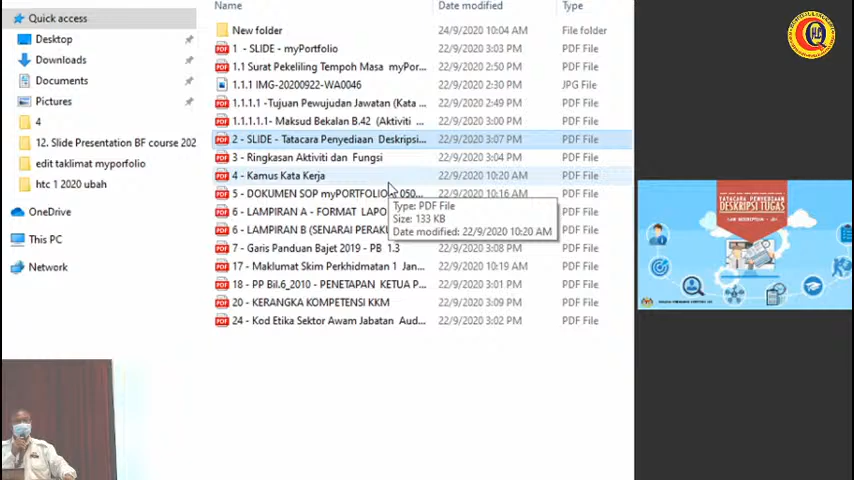 Name
Date modified
Type
Quick access
Desktop
Downloads
Documents
Pictures
4
12. Slide Presentation BF course 202
edit taklimat myporfolio
htc 1 2020 ubah
OneDrive
This PC
Network
New folder 24/9/2020 10:04 AM File folder
1 - SLIDE - myPortfolio 22/9/2020 3:03 PM PDF File
1.1 Surat Pekeliling Tempoh Masa myPor... 22/9/2020 2:50 PM PDF File
1.1.1 IMG-20200922-WA0046 22/9/2020 2:30 PM JPG File
1.1.1.1 -Tujuan Pewujudan Jawatan (Kata ... 22/9/2020 2:49 PM PDF File
1.1.1.1.1- Maksud Bekalan B.42 (Aktiviti ... 22/9/2020 3:00 PM PDF File
2 - SLIDE - Tatacara Penyediaan Deskripsi... 22/9/2020 3:07 PM PDF File
3 - Ringkasan Aktiviti dan Fungsi 22/9/2020 3:04 PM PDF File
4 - Kamus Kata Kerja 22/9/2020 10:20 AM PDF File
5 - DOKUMEN SOP myPORTFOLIO 050... 22/9/2020 10:16 AM PDF File
6 - LAMPIRAN A - FORMAT LAPO PDF File
6 - LAMPIRAN B (SENARAI PERAKU PDF File
7 - Garis Panduan Bajet 2019 - PB 1.3 22/9/2020 3:08 PM PDF File
17 - Maklumat Skim Perkhidmatan 1 Jan... 22/9/2020 10:19 AM PDF File
18 - PP Bil.6_2010 - PENETAPAN KETUA P... 22/9/2020 3:01 PM PDF File
20 - KERANGKA KOMPETENSI KKM 22/9/2020 3:09 PM PDF File
24 - Kod Etika Sektor Awam Jabatan Aud... 22/9/2020 3:02 PM PDF File
Type: PDF File
Size: 133 KB
Date modified: 22/9/2020 10:20 AM
TATACARA PENYEDIAAN
DESKRIPSI TUGAS